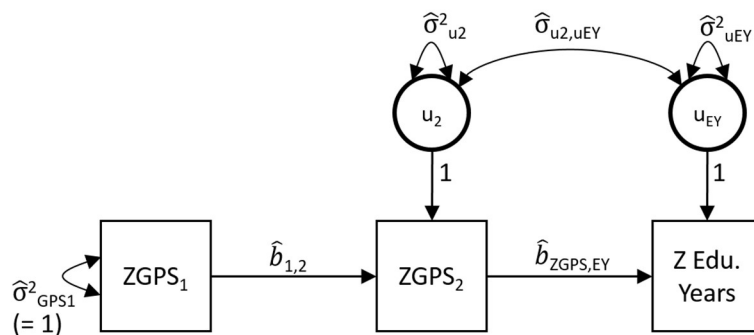 σ̂²u2
σ̂u2,uEY
σ̂²uEY
u2
uEY
1
1
ZGPS1
b̂1,2
ZGPS2
b̂ZGPS,EY
Z Edu.
Years
σ̂²GPS1
(= 1)